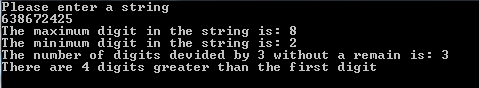 Please enter a string
638672425
The maximum digit in the string is: 8
The minimum digit in the string is: 2
The number of digits devided by 3 without a remain is: 3
There are 4 digits greater than the first digit